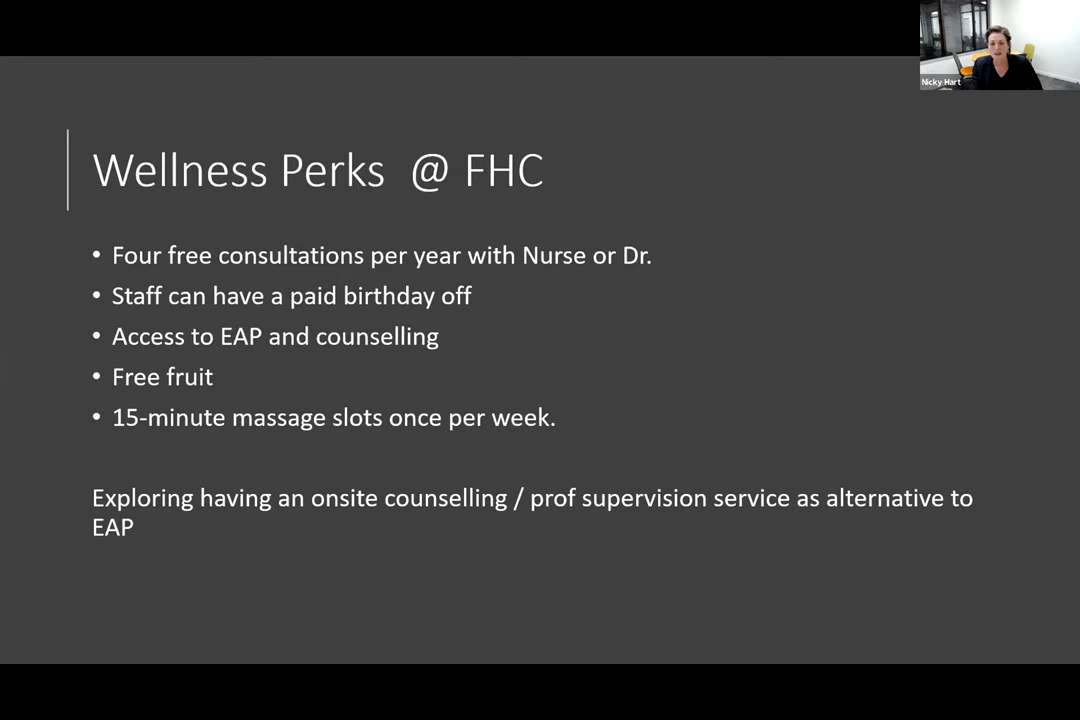 Nicky Hart
Wellness Perks @ FHC
• Four free consultations per year with Nurse or Dr.
• Staff can have a paid birthday off
• Access to EAP and counselling
• Free fruit
• 15-minute massage slots once per week.
Exploring having an onsite counselling / prof supervision service as alternative to
EAP